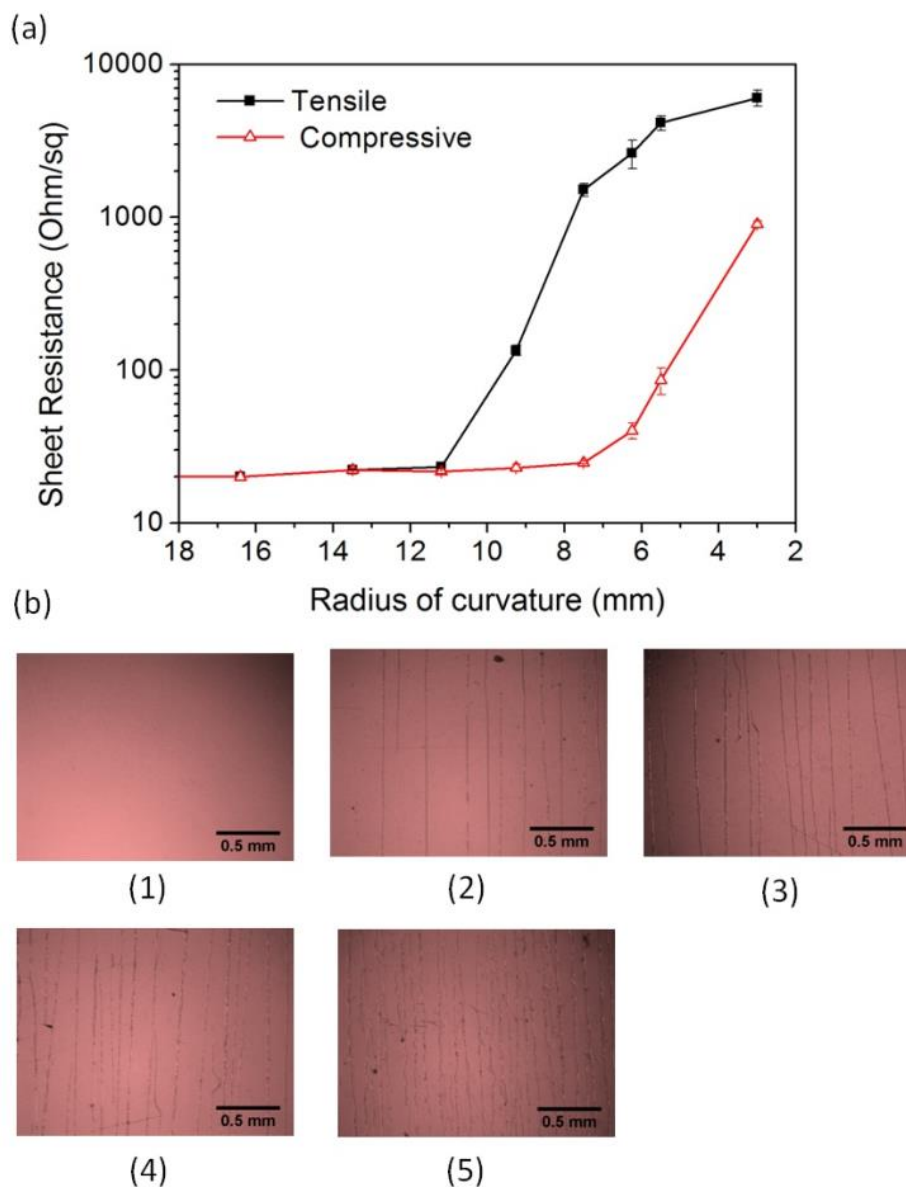 (a)
10000
1000
100
10
Sheet Resistance (Ohm/sq)
Tensile
Compressive
18 16 14 12 10 8 6 4 2
Radius of curvature (mm)
(b)
0.5 mm 0.5 mm 0.5 mm
(1) (2) (3)
0.5 mm 0.5 mm
(4) (5)